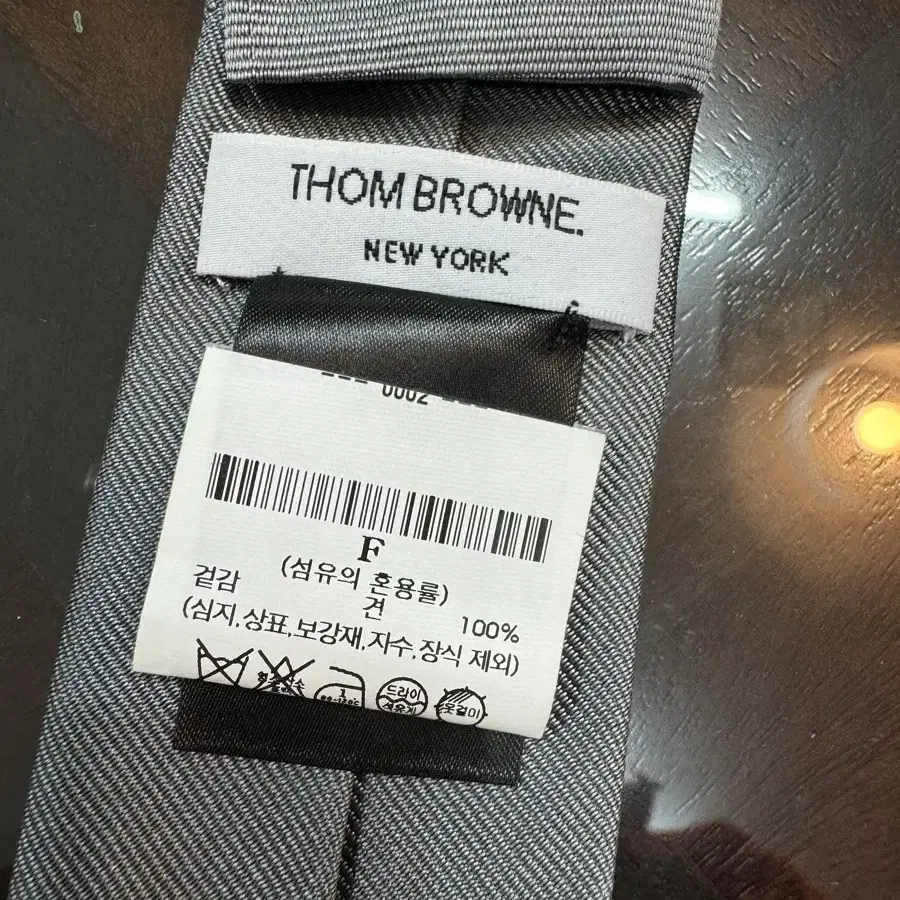 THOM BROWNE.
NEW YORK
0002
F
(섬유의 혼용률)
겉감 견 100%
(심지,상표,보강재,자수,장식 제외)
드라이
옷걸이